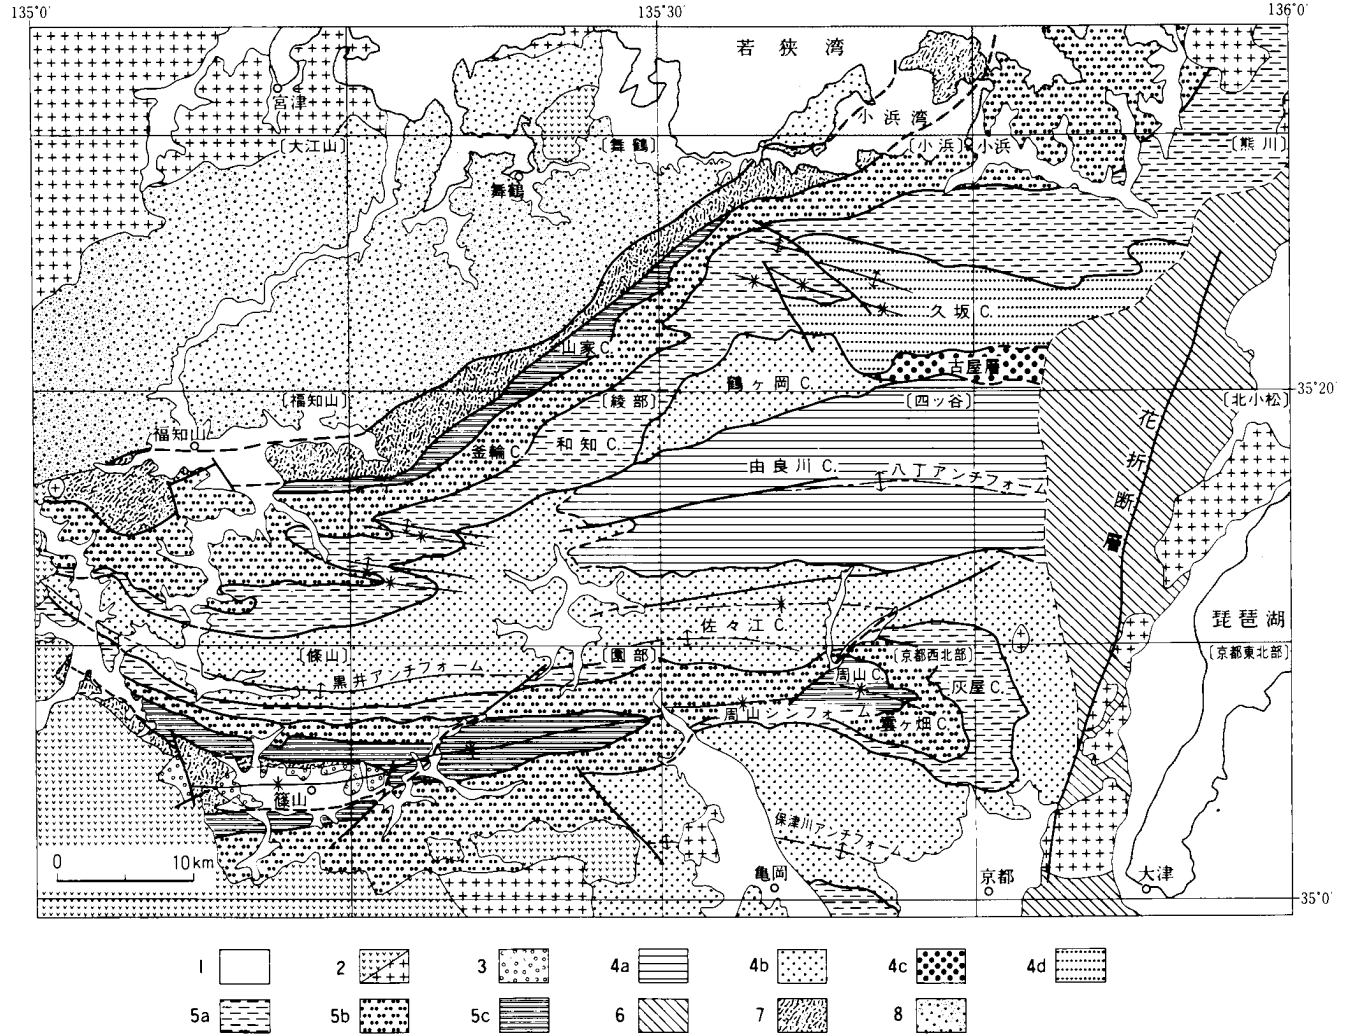 135°0′
135°30′
136°0′
若狭湾
宮津
小浜湾
〔大江山〕
〔舞鶴〕
〔小浜〕
小浜
〔熊川〕
舞鶴
久坂 C.
山家 C.
古屋層
鶴ヶ岡 C.
35°20′
〔福知山〕
〔綾部〕
〔四ッ谷〕
〔北小松〕
福知山
花折断層
釜輪 C.
和知 C.
由良川 C.
八丁アンチフォーム
佐々江 C.
琵琶湖
〔篠山〕
〔園部〕
〔京都西北部〕
〔京都東北部〕
黒井アンチフォーム
周山 C.
灰屋 C.
周山シンフォーム
雲ヶ畑 C.
篠山
保津川アンチフォーム
0 10km
亀岡
京都
大津
35°0′
1
2
3
4a
4b
4c
4d
5a
5b
5c
6
7
8